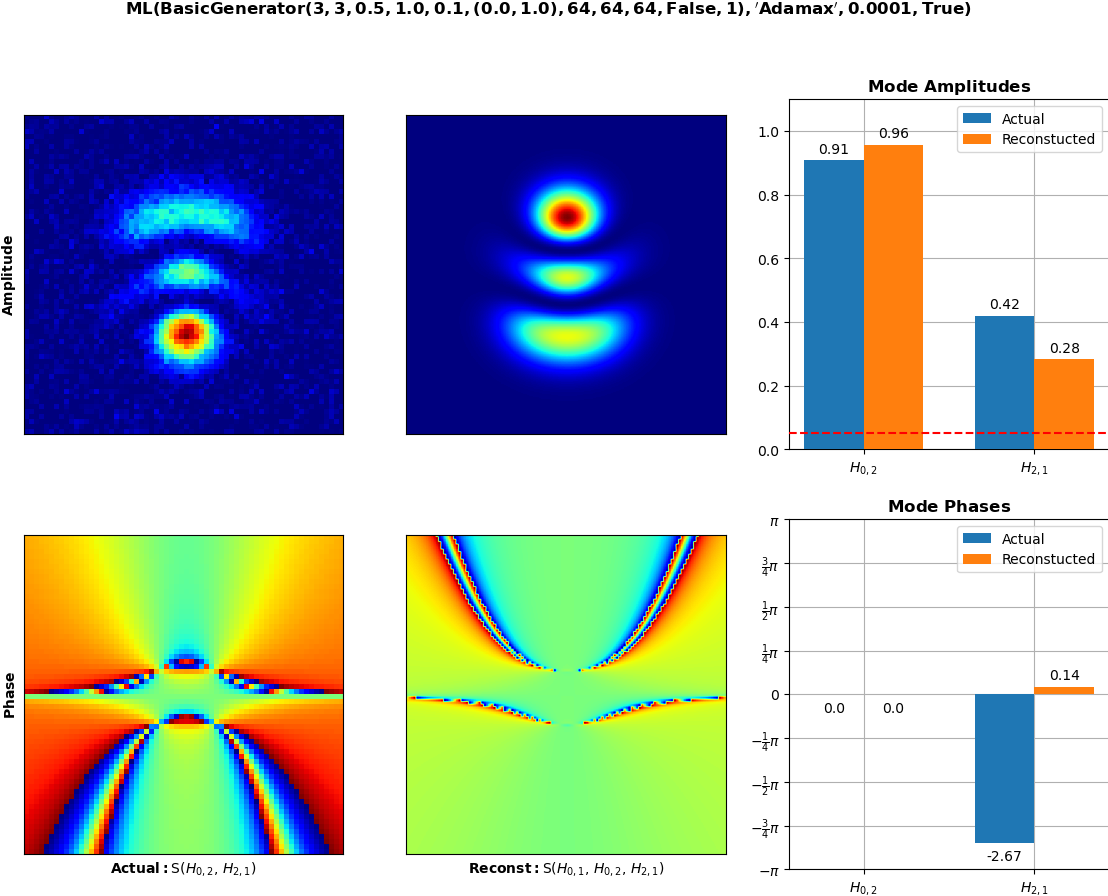 ML(BasicGenerator(3, 3, 0.5, 1.0, 0.1, (0.0, 1.0), 64, 64, 64, False, 1), ′Adamax′, 0.0001, True)
Amplitude
Mode Amplitudes
Actual
Reconstucted
1.0
0.8
0.6
0.4
0.2
0.0
0.91
0.96
0.42
0.28
H0, 2
H2, 1
Phase
Actual: S(H0, 2, H2, 1)
Reconst: S(H0, 1, H0, 2, H2, 1)
Mode Phases
Actual
Reconstucted
π
3/4π
1/2π
1/4π
0
−1/4π
−1/2π
−3/4π
−π
0.0
0.0
0.14
-2.67
H0, 2
H2, 1